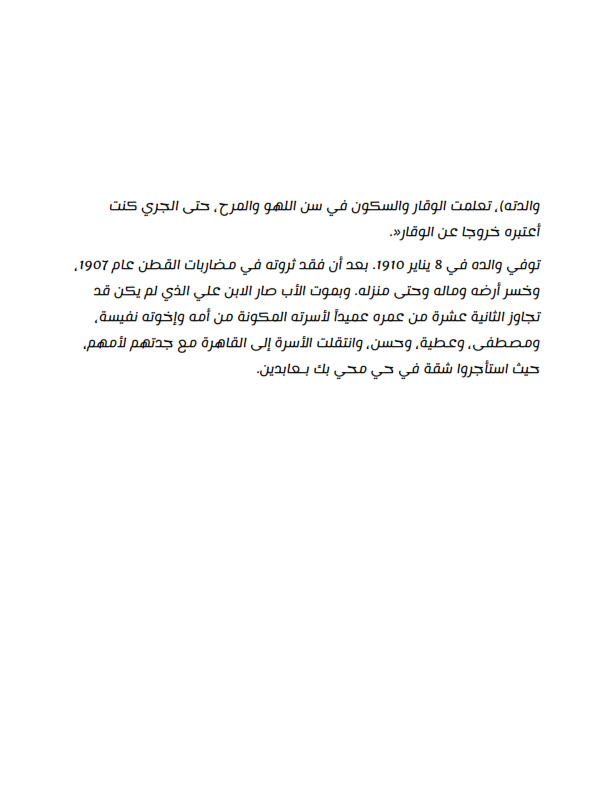 والدته)، تعلمت الوقار والسكون في سن اللهو والمرح، حتى الجري كنت
أعتبره خروجا عن الوقار«.
توفي والده في 8 يناير 1910. بعد أن فقد ثروته في مضاربات القطن عام 1907،
وخسر أرضه وماله وحتى منزله. وبموت الأب صار الابن علي الذي لم يكن قد
تجاوز الثانية عشرة من عمره عميداً لأسرته المكونة من أمه وإخوته نفيسة،
ومصطفى، وعطية، وحسن، وانتقلت الأسرة إلى القاهرة مع جدتهم لأمهم،
حيث استأجروا شقة في حي محي بك بـعابدين.